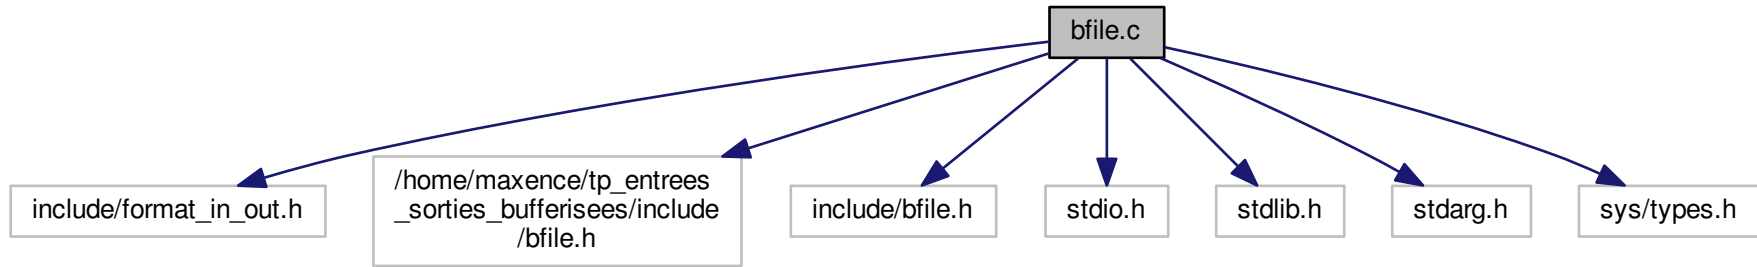 bfile.c
include/format_in_out.h
/home/maxence/tp_entrees
_sorties_bufferisees/include
/bfile.h
include/bfile.h
stdio.h
stdlib.h
stdarg.h
sys/types.h